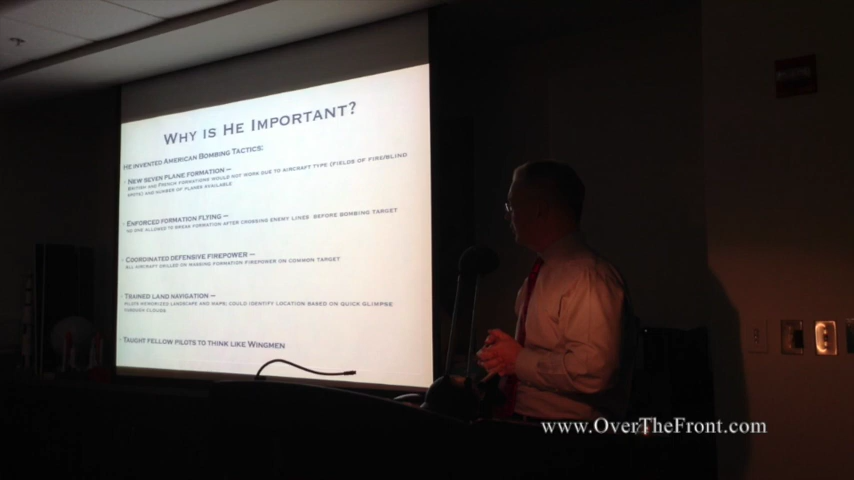 WHY IS HE IMPORTANT?
HE INVENTED AMERICAN BOMBING TACTICS:
· NEW SEVEN PLANE FORMATION –
BRITISH AND FRENCH FORMATIONS WOULD NOT WORK DUE TO AIRCRAFT TYPE (FIELDS OF FIRE/BLIND
SPOTS) AND NUMBER OF PLANES AVAILABLE
· ENFORCED FORMATION FLYING –
NO ONE ALLOWED TO BREAK FORMATION AFTER CROSSING ENEMY LINES BEFORE BOMBING TARGET
· COORDINATED DEFENSIVE FIREPOWER –
ALL AIRCRAFT DRILLED ON MASSING FORMATION FIREPOWER ON COMMON TARGET
· TRAINED LAND NAVIGATION –
PILOTS MEMORIZED LANDSCAPE AND MAPS; COULD IDENTIFY LOCATION BASED ON QUICK GLIMPSE
THROUGH CLOUDS
· TAUGHT FELLOW PILOTS TO THINK LIKE WINGMEN
www.OverTheFront.com